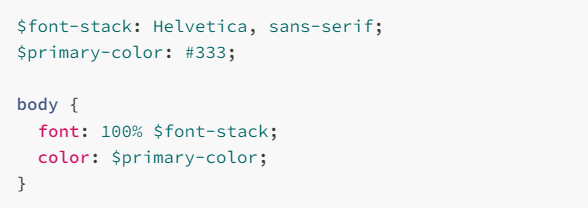 $font-stack: Helvetica, sans-serif;
$primary-color: #333;

body {
  font: 100% $font-stack;
  color: $primary-color;
}